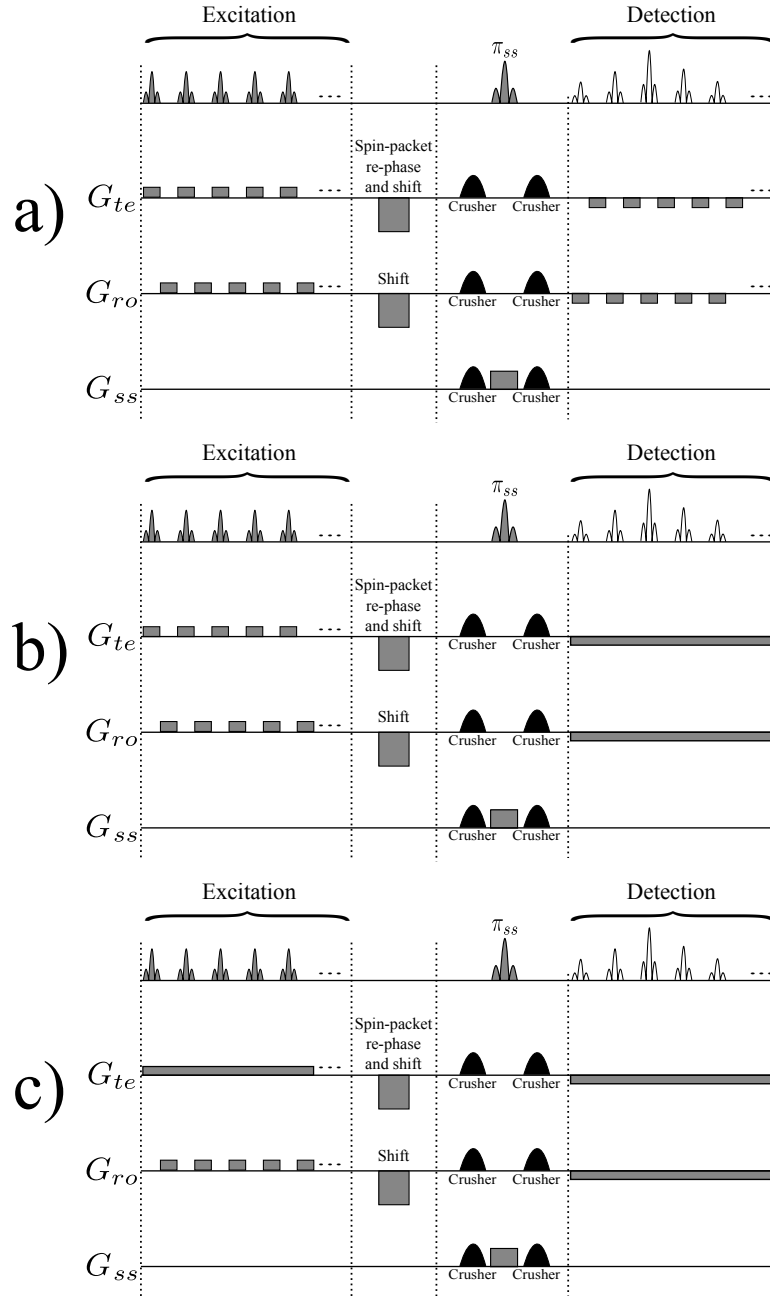 Excitation
Detection
π_ss
Spin-packet
re-phase
and shift
a)
G_te
Crusher Crusher
Shift
G_ro
Crusher Crusher
G_ss
Crusher Crusher
Excitation
Detection
π_ss
Spin-packet
re-phase
and shift
b)
G_te
Crusher Crusher
Shift
G_ro
Crusher Crusher
G_ss
Crusher Crusher
Excitation
Detection
π_ss
Spin-packet
re-phase
and shift
c)
G_te
Crusher Crusher
Shift
G_ro
Crusher Crusher
G_ss
Crusher Crusher